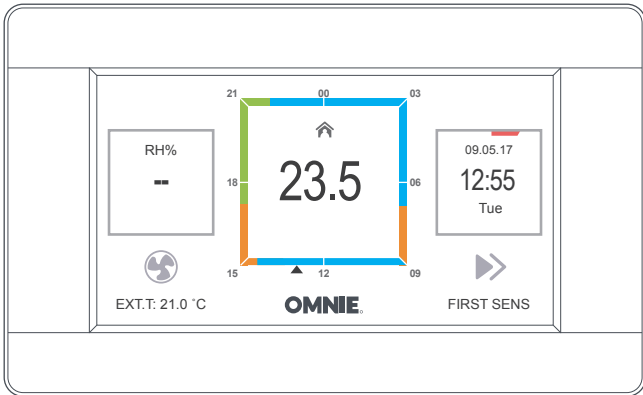 21 00 03
RH%
--
18
23.5
06
09.05.17
12:55
Tue
15 12 09
EXT.T: 21.0 °C
OMNIE
FIRST SENS